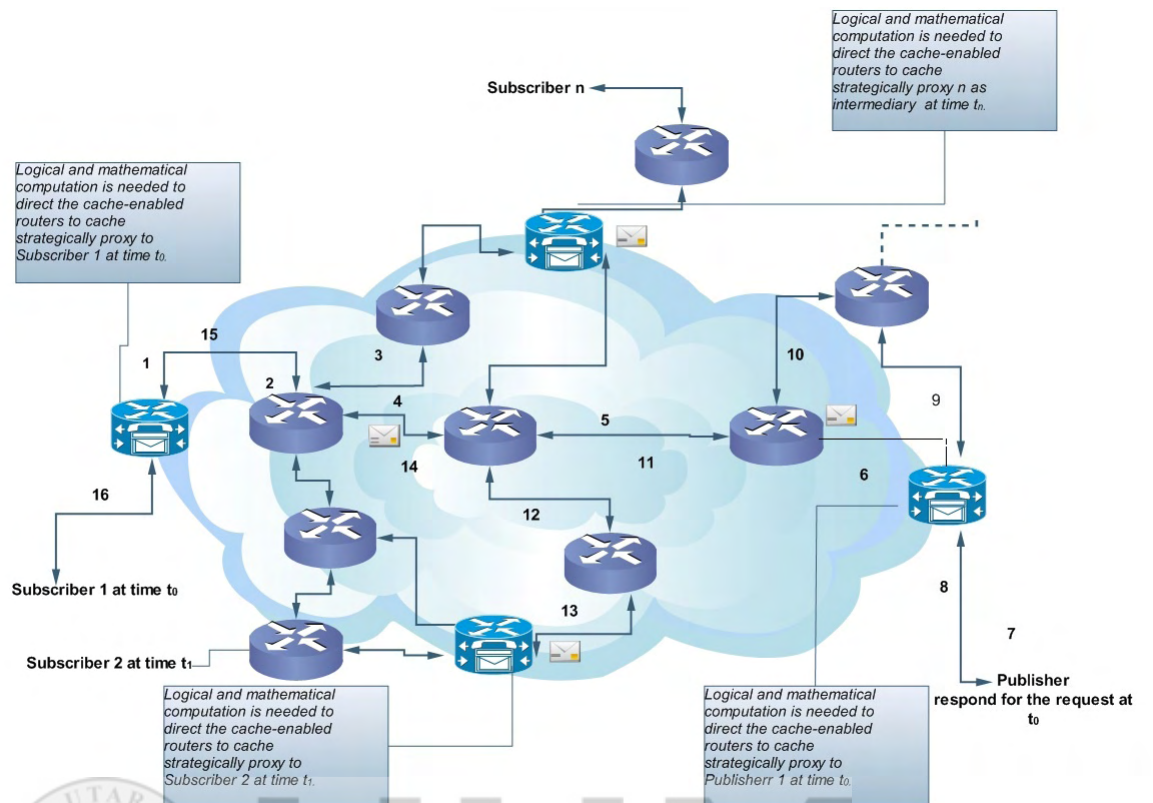 Logical and mathematical
computation is needed to
direct the cache-enabled
routers to cache
strategically proxy n as
intermediary at time tn.
Subscriber n
Logical and mathematical
computation is needed to
direct the cache-enabled
routers to cache
strategically proxy to
Subscriber 1 at time t0.
15
1
3
10
2
4
9
5
14
11
6
16
12
8
Subscriber 1 at time t0
13
7
Subscriber 2 at time t1
Publisher
respond for the request at
t0
Logical and mathematical
computation is needed to
direct the cache-enabled
routers to cache
strategically proxy to
Subscriber 2 at time t1.
Logical and mathematical
computation is needed to
direct the cache-enabled
routers to cache
strategically proxy to
Publisherr 1 at time t0.
UTAR